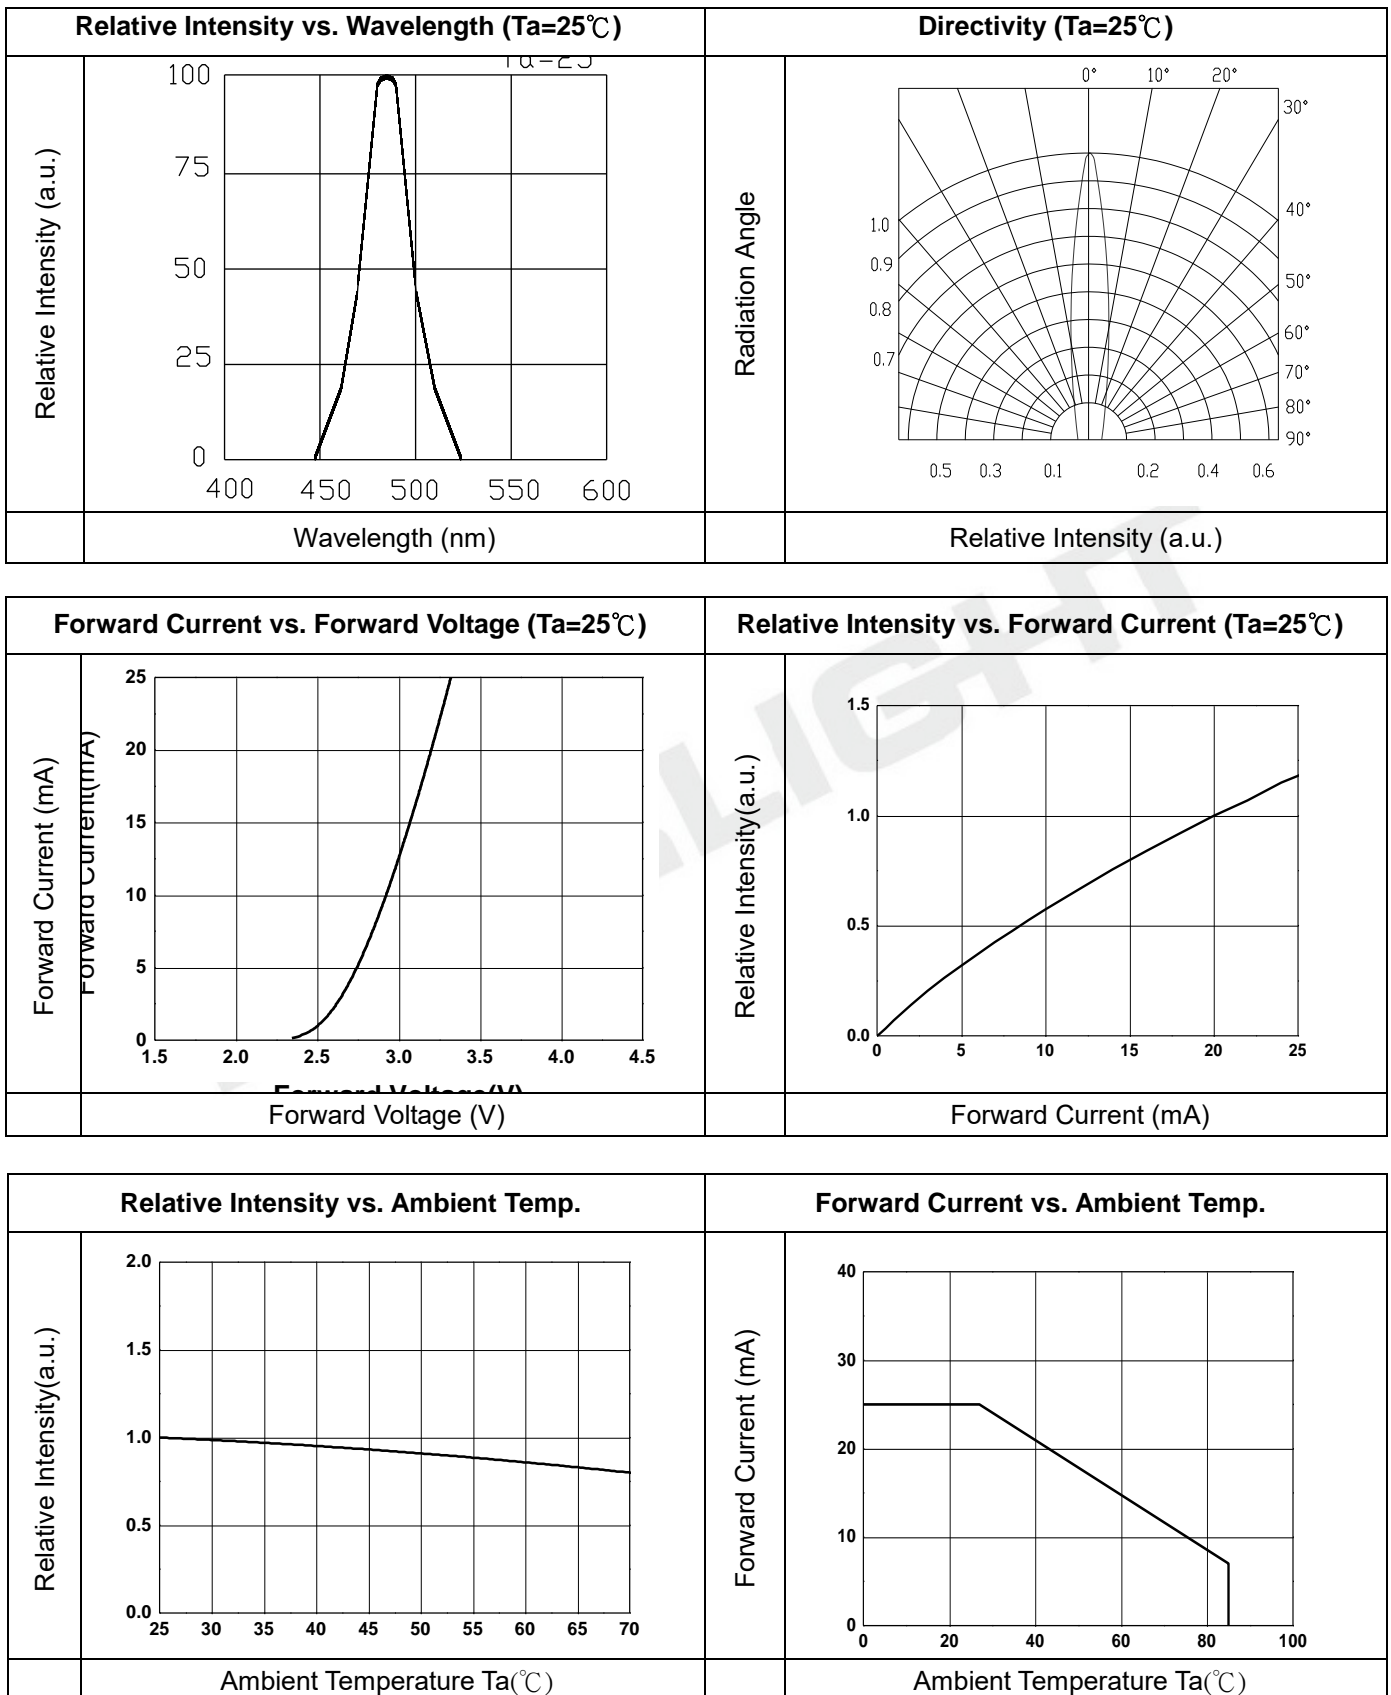 Relative Intensity vs. Wavelength (Ta=25℃)
Directivity (Ta=25℃)
Relative Intensity (a.u.)
Ta=25
100
75
50
25
0
400 450 500 550 600
Wavelength (nm)
Radiation Angle
0° 10° 20°
30°
40°
50°
60°
70°
80°
90°
1.0
0.9
0.8
0.7
0.5 0.3 0.1 0.2 0.4 0.6
Relative Intensity (a.u.)
Forward Current vs. Forward Voltage (Ta=25℃)
Relative Intensity vs. Forward Current (Ta=25℃)
Forward Current (mA)
Forward Current(mA)
25
20
15
10
5
0
1.5 2.0 2.5 3.0 3.5 4.0 4.5
Forward Voltage(V)
Forward Voltage (V)
Relative Intensity(a.u.)
1.5
1.0
0.5
0.0
0 5 10 15 20 25
Forward Current (mA)
Relative Intensity vs. Ambient Temp.
Forward Current vs. Ambient Temp.
Relative Intensity(a.u.)
2.0
1.5
1.0
0.5
0.0
25 30 35 40 45 50 55 60 65 70
Ambient Temperature Ta(℃)
Forward Current (mA)
40
30
20
10
0
0 20 40 60 80 100
Ambient Temperature Ta(℃)